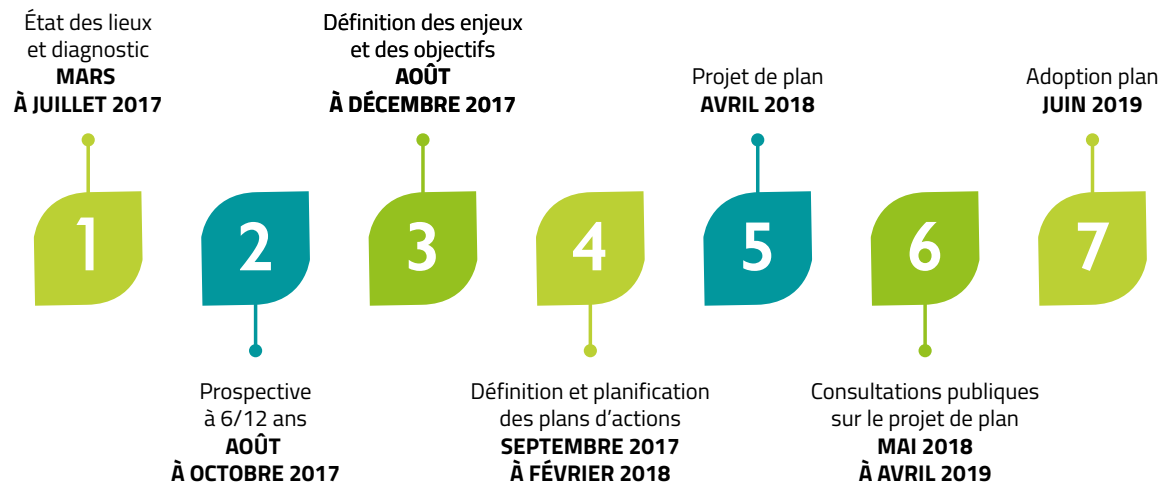 État des lieux
et diagnostic
MARS
À JUILLET 2017
Définition des enjeux
et des objectifs
AOÛT
À DÉCEMBRE 2017
Projet de plan
AVRIL 2018
Adoption plan
JUIN 2019
1
2
3
4
5
6
7
Prospective
à 6/12 ans
AOÛT
À OCTOBRE 2017
Définition et planification
des plans d’actions
SEPTEMBRE 2017
À FÉVRIER 2018
Consultations publiques
sur le projet de plan
MAI 2018
À AVRIL 2019